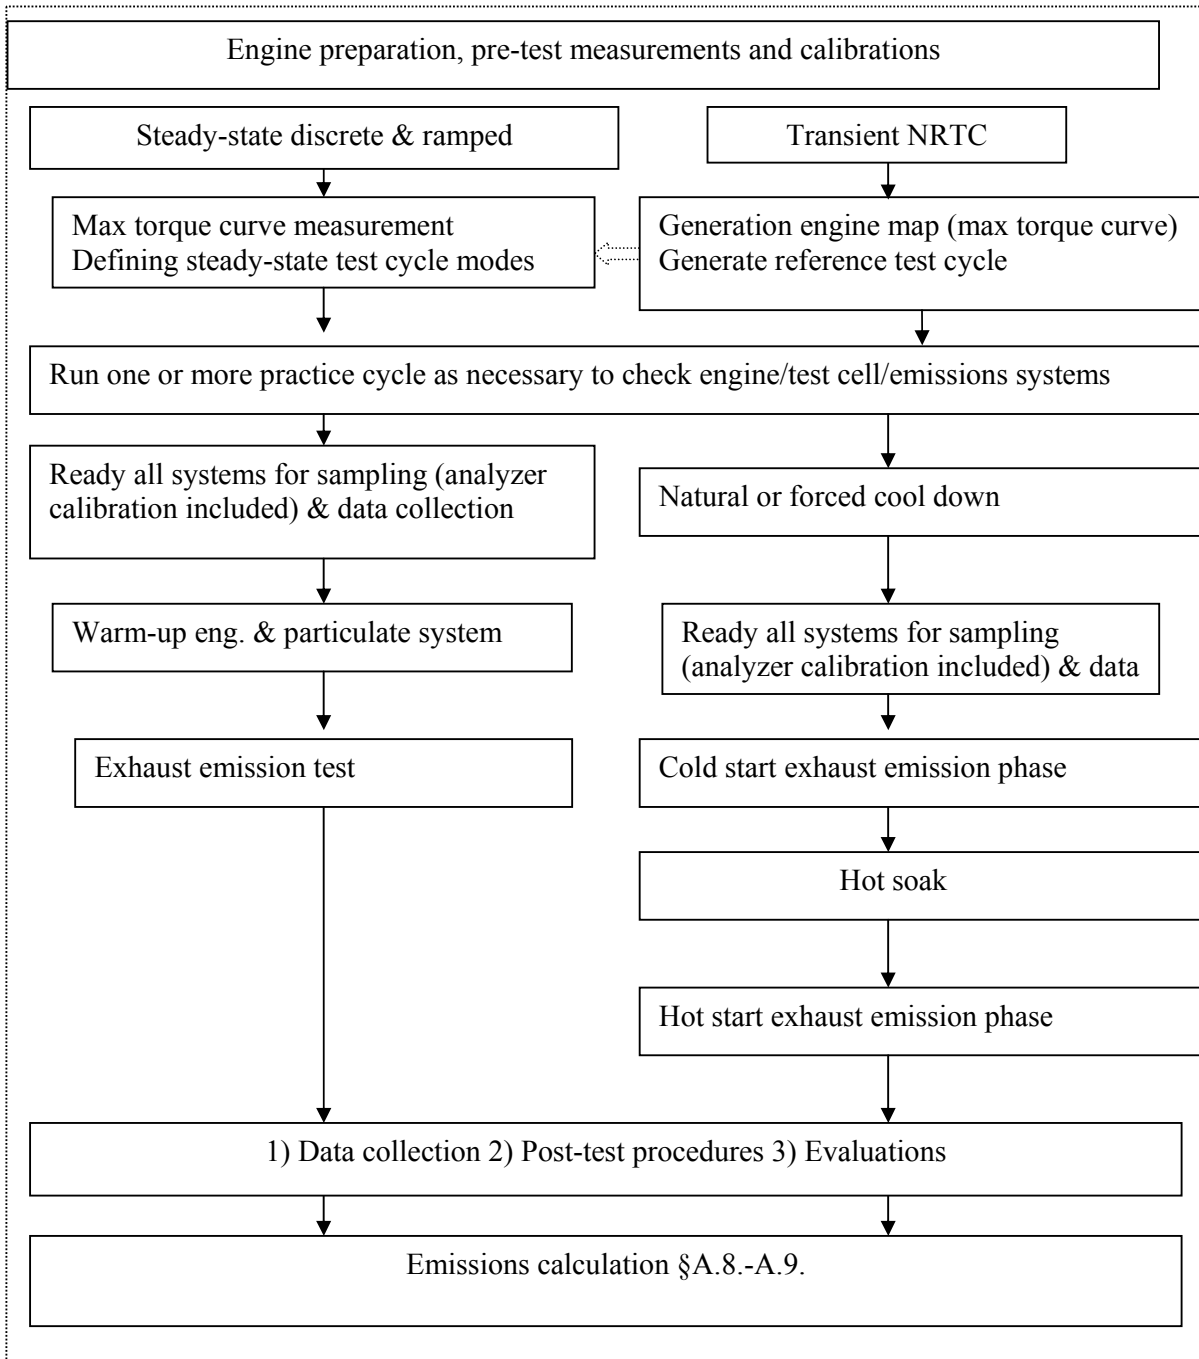 Engine preparation, pre-test measurements and calibrations
Steady-state discrete & ramped
Transient NRTC
Max torque curve measurement
Defining steady-state test cycle modes
Generation engine map (max torque curve)
Generate reference test cycle
Run one or more practice cycle as necessary to check engine/test cell/emissions systems
Ready all systems for sampling (analyzer
calibration included) & data collection
Natural or forced cool down
Warm-up eng. & particulate system
Ready all systems for sampling
(analyzer calibration included) & data
Exhaust emission test
Cold start exhaust emission phase
Hot soak
Hot start exhaust emission phase
1) Data collection 2) Post-test procedures 3) Evaluations
Emissions calculation §A.8.-A.9.